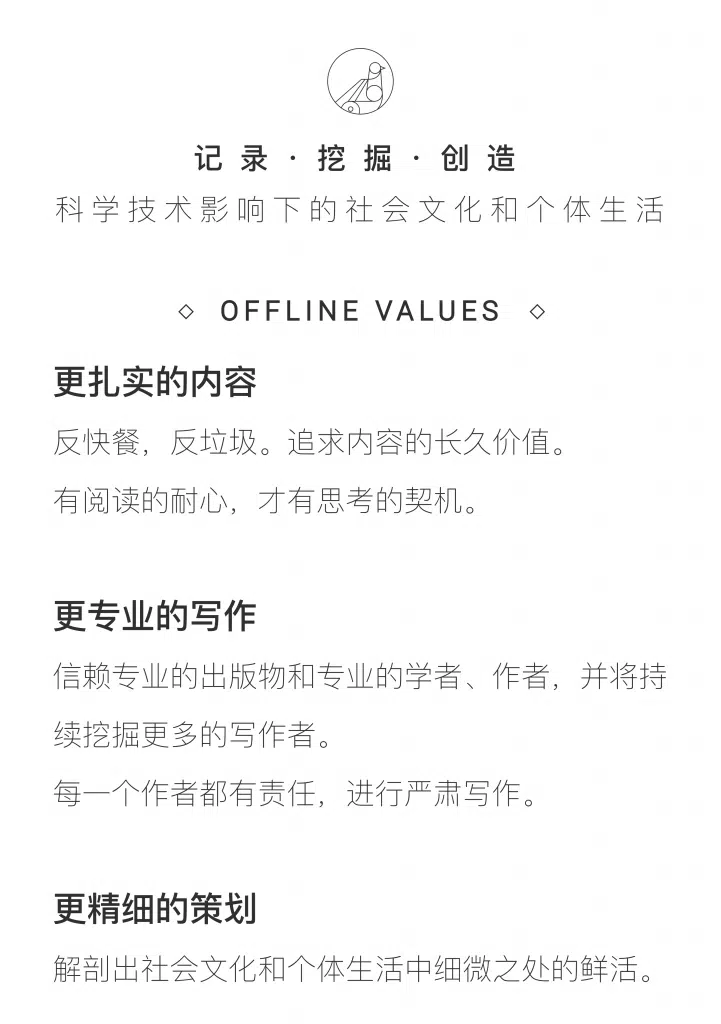 记录·挖掘·创造
科学技术影响下的社会文化和个体生活
◇ OFFLINE VALUES ◇
更扎实的内容
反快餐，反垃圾。追求内容的长久价值。
有阅读的耐心，才有思考的契机。
更专业的写作
信赖专业的出版物和专业的学者、作者，并将持
续挖掘更多的写作者。
每一个作者都有责任，进行严肃写作。
更精细的策划
解剖出社会文化和个体生活中细微之处的鲜活。